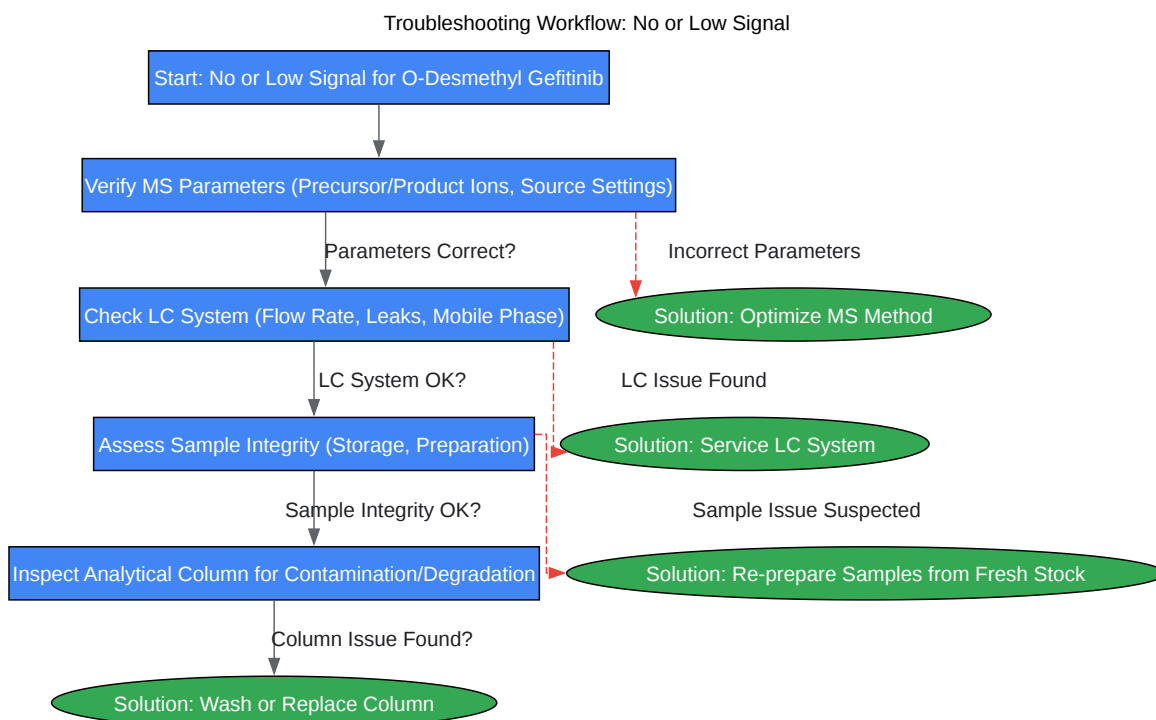 Troubleshooting Workflow: No or Low Signal
Start: No or Low Signal for O-Desmethyl Gefitinib
Verify MS Parameters (Precursor/Product Ions, Source Settings)
Parameters Correct?
Incorrect Parameters
Check LC System (Flow Rate, Leaks, Mobile Phase)
Solution: Optimize MS Method
LC System OK?
LC Issue Found
Assess Sample Integrity (Storage, Preparation)
Solution: Service LC System
Sample Integrity OK?
Sample Issue Suspected
Inspect Analytical Column for Contamination/Degradation
Solution: Re-prepare Samples from Fresh Stock
Column Issue Found?
Solution: Wash or Replace Column